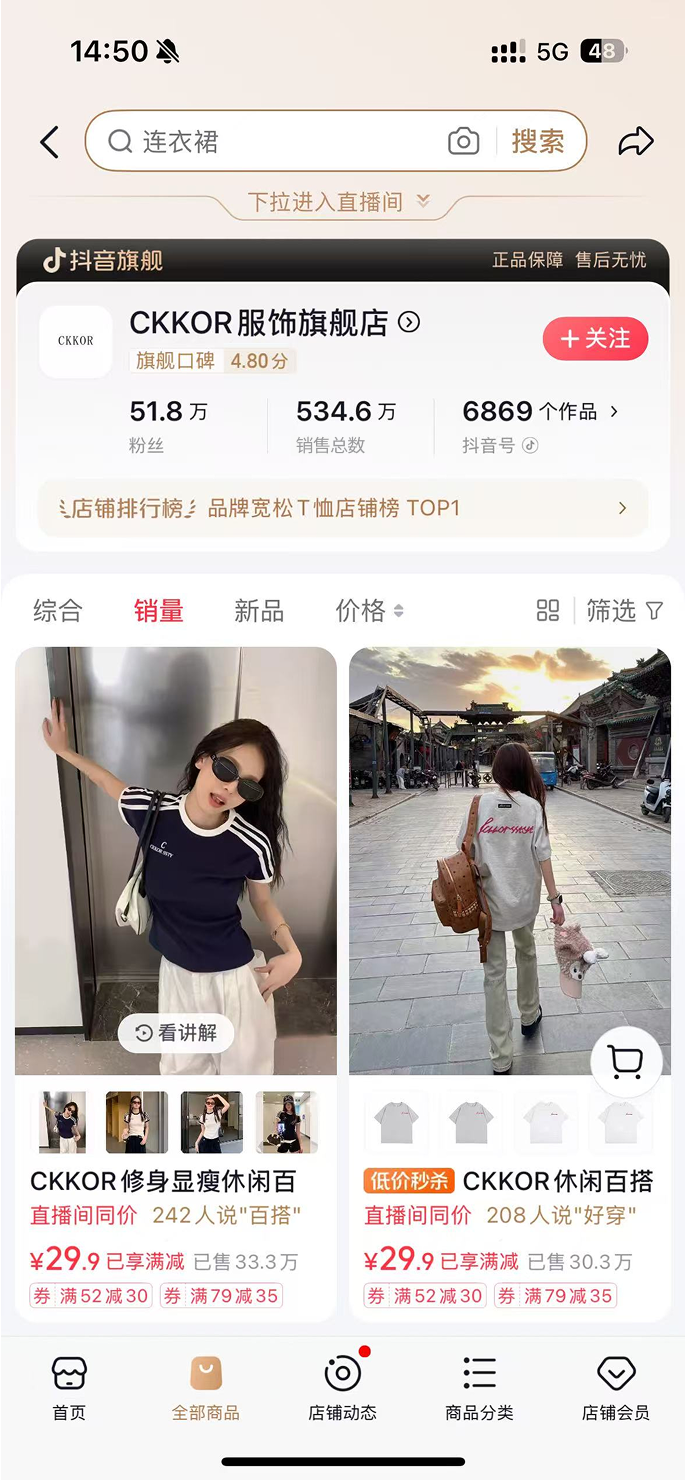 14:50 5G 48
连衣裙 搜索
下拉进入直播间
抖音旗舰 正品保障 售后无忧
CKKOR
CKKOR服饰旗舰店
+关注
旗舰口碑 4.80分
51.8万 534.6万 6869个作品
粉丝 销售总数 抖音号
店铺排行榜 品牌宽松T恤店铺榜 TOP1
综合 销量 新品 价格 筛选
看讲解
CKKOR修身显瘦休闲百
直播间同价 242人说"百搭"
¥29.9 已享满减 已售33.3万
券 满52减30 券 满79减35
低价秒杀 CKKOR休闲百搭
直播间同价 208人说"好穿"
¥29.9 已享满减 已售30.3万
券 满52减30 券 满79减35
首页 全部商品 店铺动态 商品分类 店铺会员